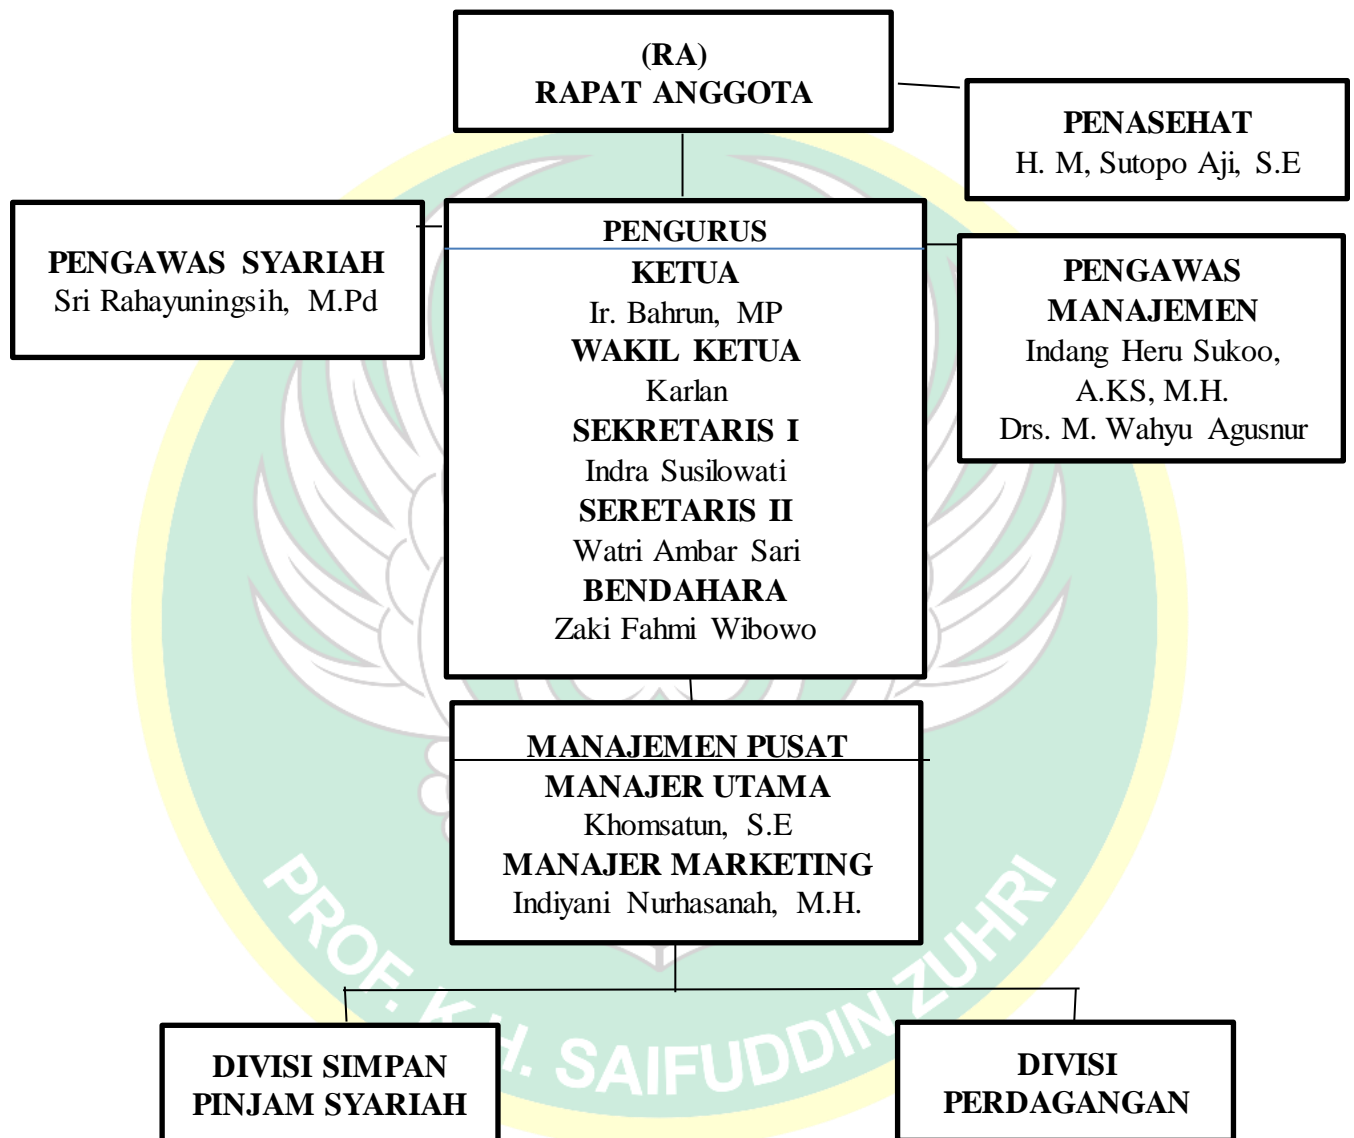 (RA)
RAPAT ANGGOTA
PENASEHAT
H. M, Sutopo Aji, S.E
PENGAWAS SYARIAH
Sri Rahayuningsih, M.Pd
PENGURUS
KETUA
Ir. Bahrun, MP
WAKIL KETUA
Karlan
SEKRETARIS I
Indra Susilowati
SERETARIS II
Watri Ambar Sari
BENDAHARA
Zaki Fahmi Wibowo
PENGAWAS
MANAJEMEN
Indang Heru Sukoo,
A.KS, M.H.
Drs. M. Wahyu Agusnur
MANAJEMEN PUSAT
MANAJER UTAMA
Khomsatun, S.E
MANAJER MARKETING
Indiyani Nurhasanah, M.H.
DIVISI SIMPAN
PINJAM SYARIAH
DIVISI
PERDAGANGAN
PROF. K.H. SAIFUDDIN ZUHRI